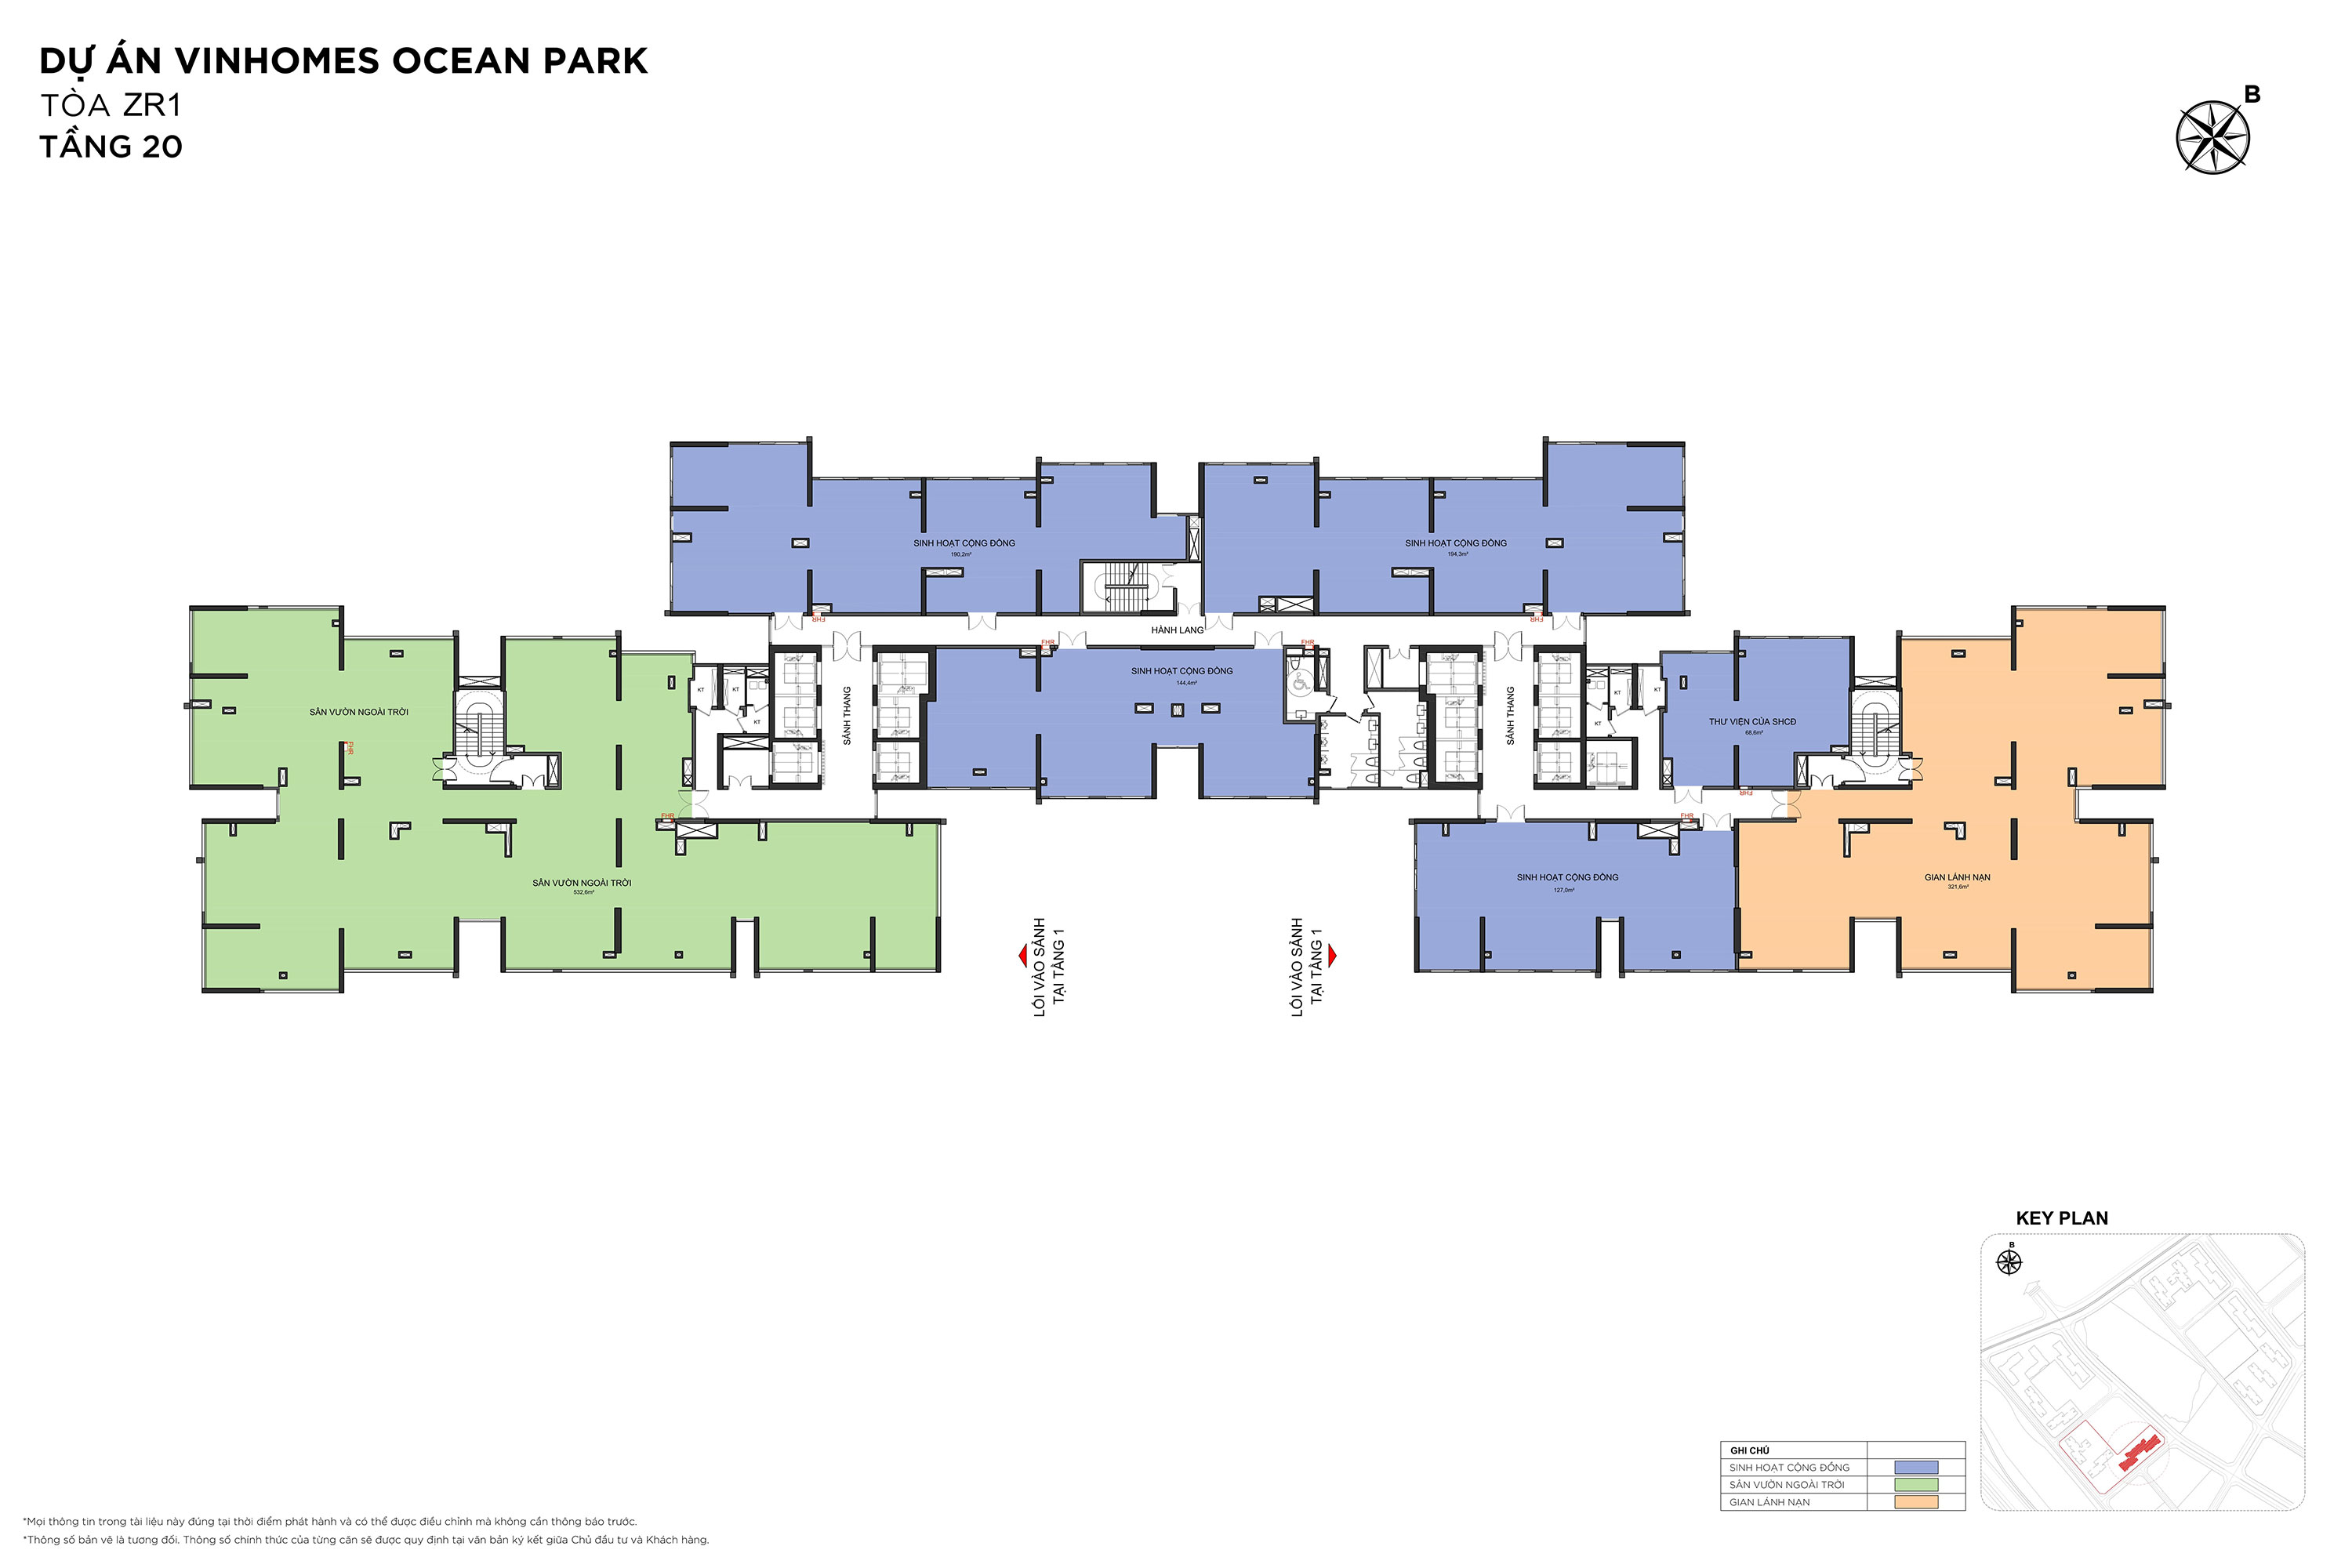 DỰ ÁN VINHOMES OCEAN PARK
TÒA ZR1
TẦNG 20
B
SINH HOẠT CỘNG ĐỒNG
190,2m²
SINH HOẠT CỘNG ĐỒNG
194,3m²
FHR
HÀNH LANG
FHR
FHR
FHR
SINH HOẠT CỘNG ĐỒNG
144,4m²
KT
KT
KT
SẢNH THANG
SẢNH THANG
KT
KT
KT
SÂN VƯỜN NGOÀI TRỜI
FHR
THƯ VIỆN CỦA SHCĐ
68,6m²
FHR
FHR
FHR
SÂN VƯỜN NGOÀI TRỜI
532,6m²
SINH HOẠT CỘNG ĐỒNG
127,0m²
GIAN LÁNH NẠN
321,6m²
LỐI VÀO SẢNH
TẠI TẦNG 1
LỐI VÀO SẢNH
TẠI TẦNG 1
KEY PLAN
B
GHI CHÚ
SINH HOẠT CỘNG ĐỒNG
SÂN VƯỜN NGOÀI TRỜI
GIAN LÁNH NẠN
*Mọi thông tin trong tài liệu này đúng tại thời điểm phát hành và có thể được điều chỉnh mà không cần thông báo trước.
*Thông số bản vẽ là tương đối. Thông số chính thức của từng căn sẽ được quy định tại văn bản ký kết giữa Chủ đầu tư và Khách hàng.